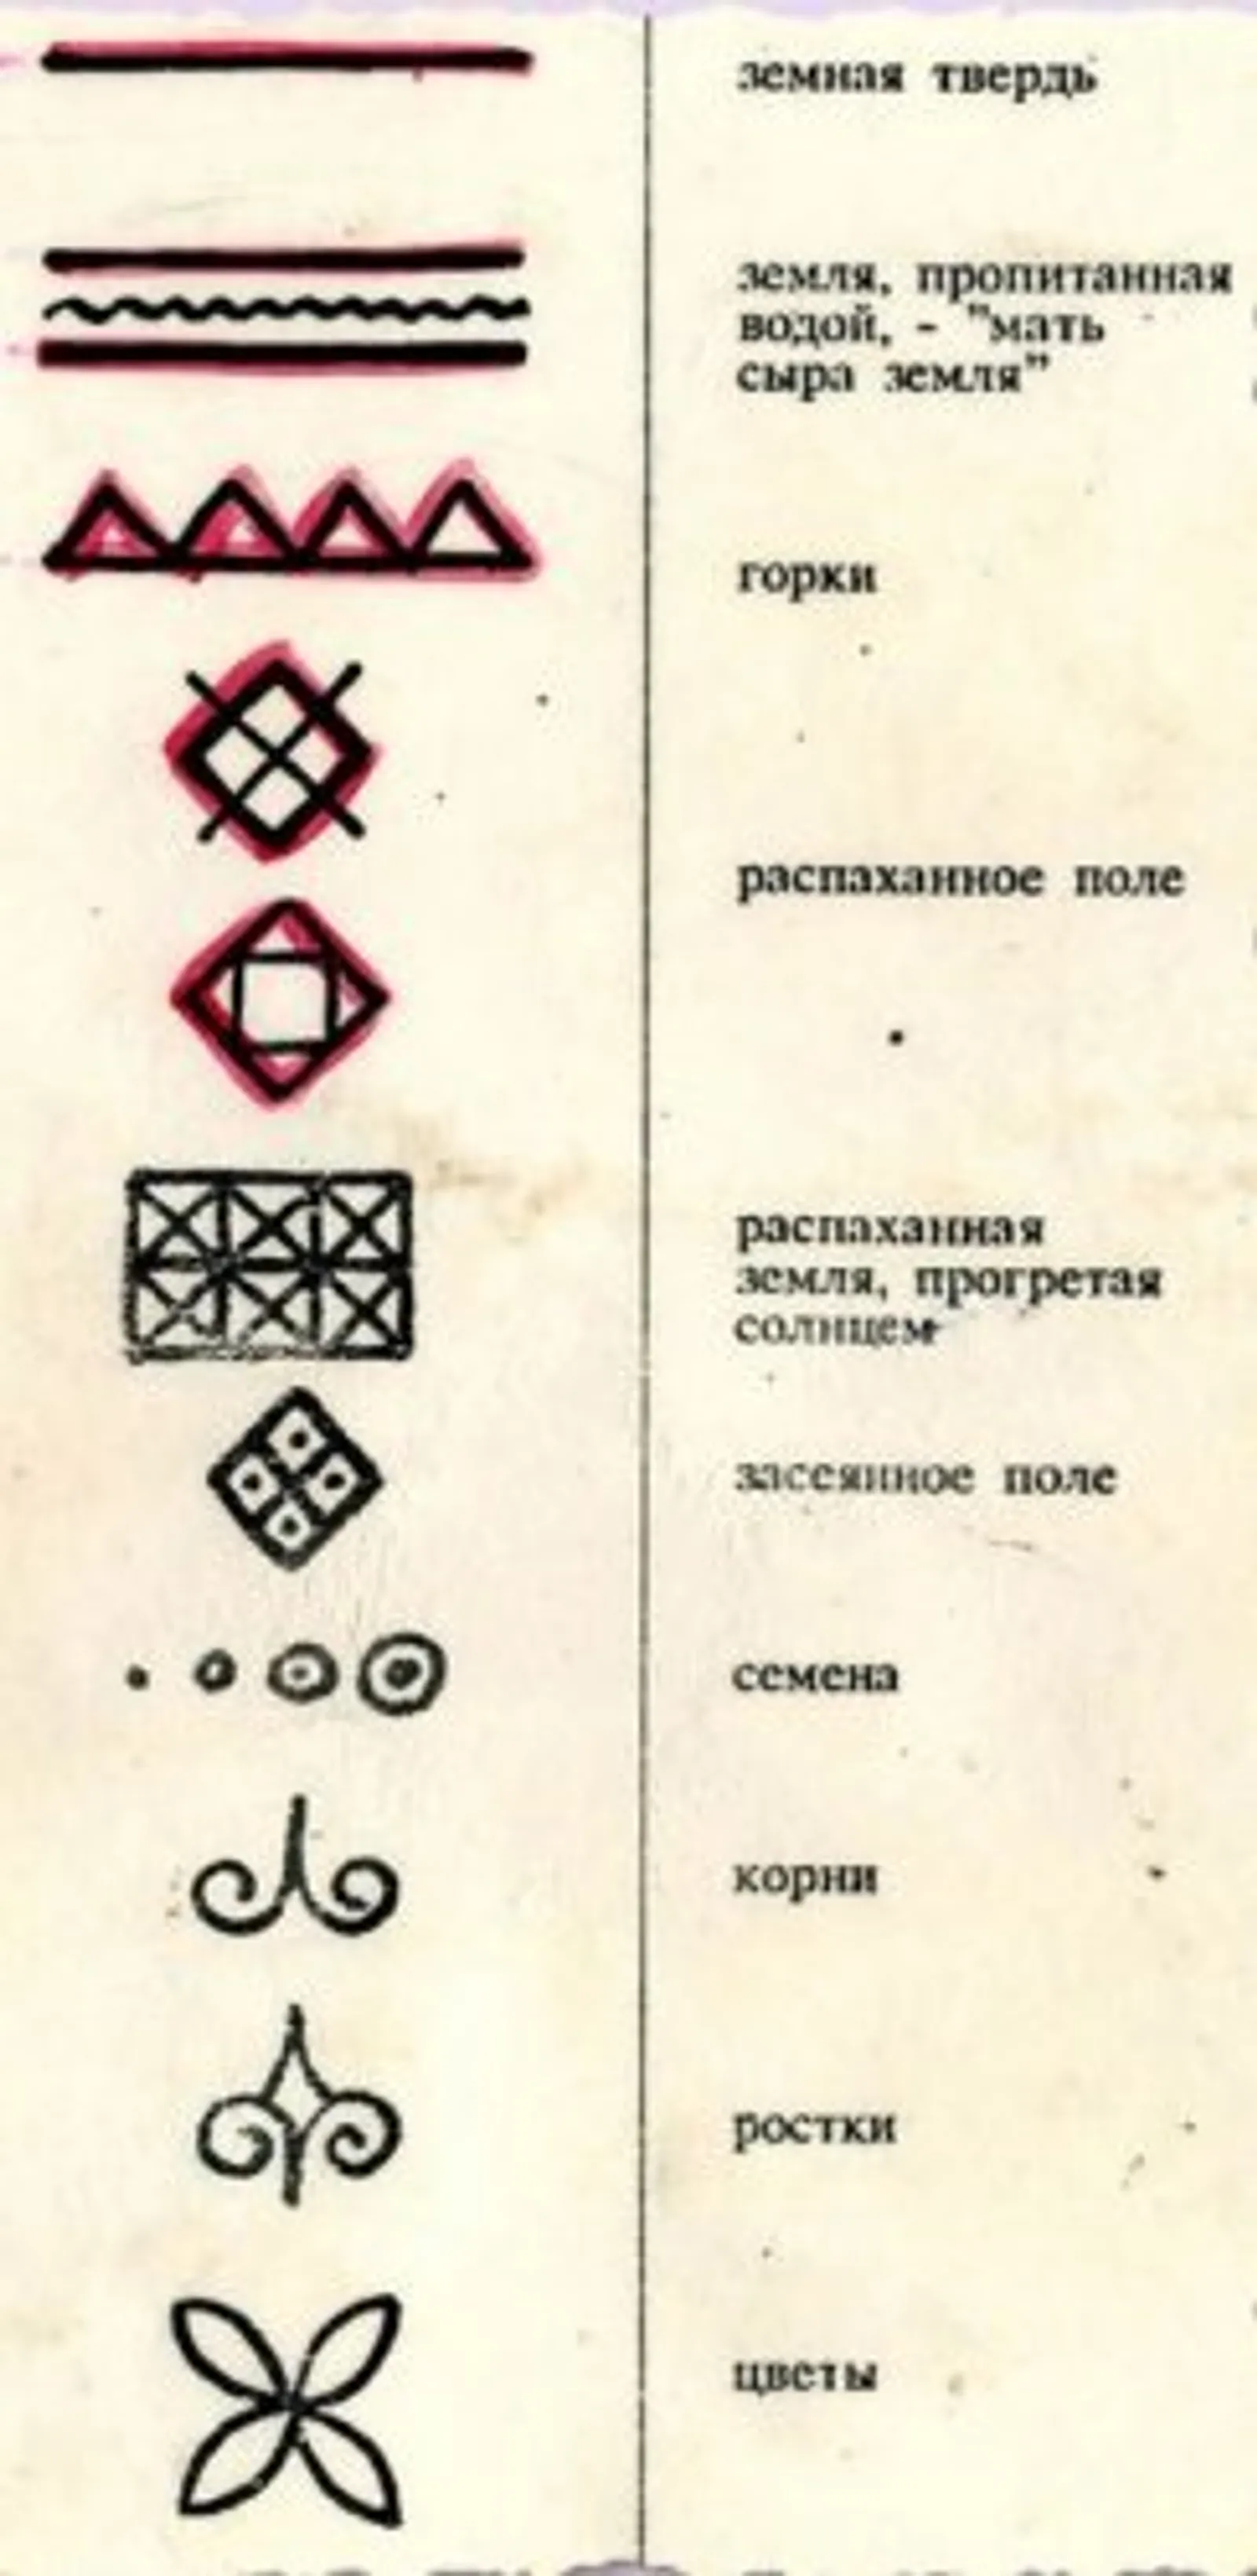 земная твердь
земля, пропитанная
водой, - "мать
сыра земля"
горки
распаханное поле
распаханная
земля, прогретая
солнцем
засеянное поле
семена
корни
ростки
цветы